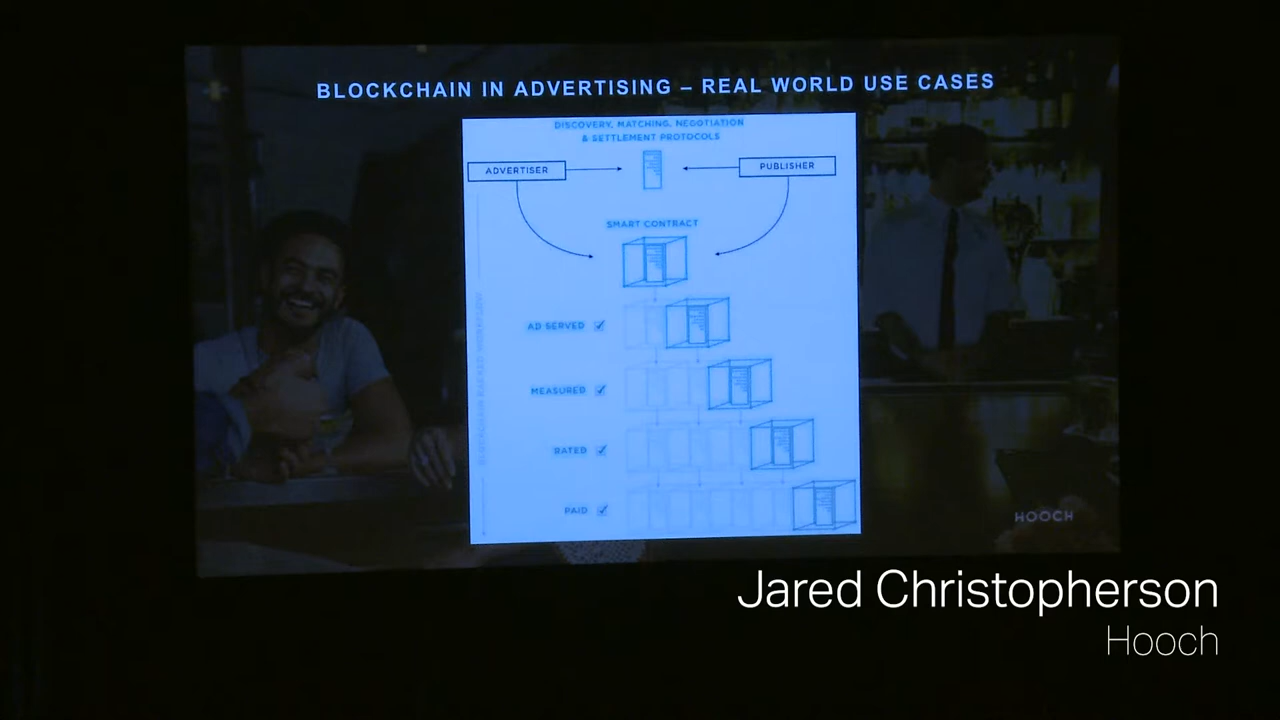 BLOCKCHAIN IN ADVERTISING – REAL WORLD USE CASES
DISCOVERY, MATCHING, NEGOTIATION
& SETTLEMENT PROTOCOLS
ADVERTISER
PUBLISHER
SMART CONTRACT
AD SERVED
MEASURED
RATED
PAID
HOOCH
Jared Christopherson
Hooch